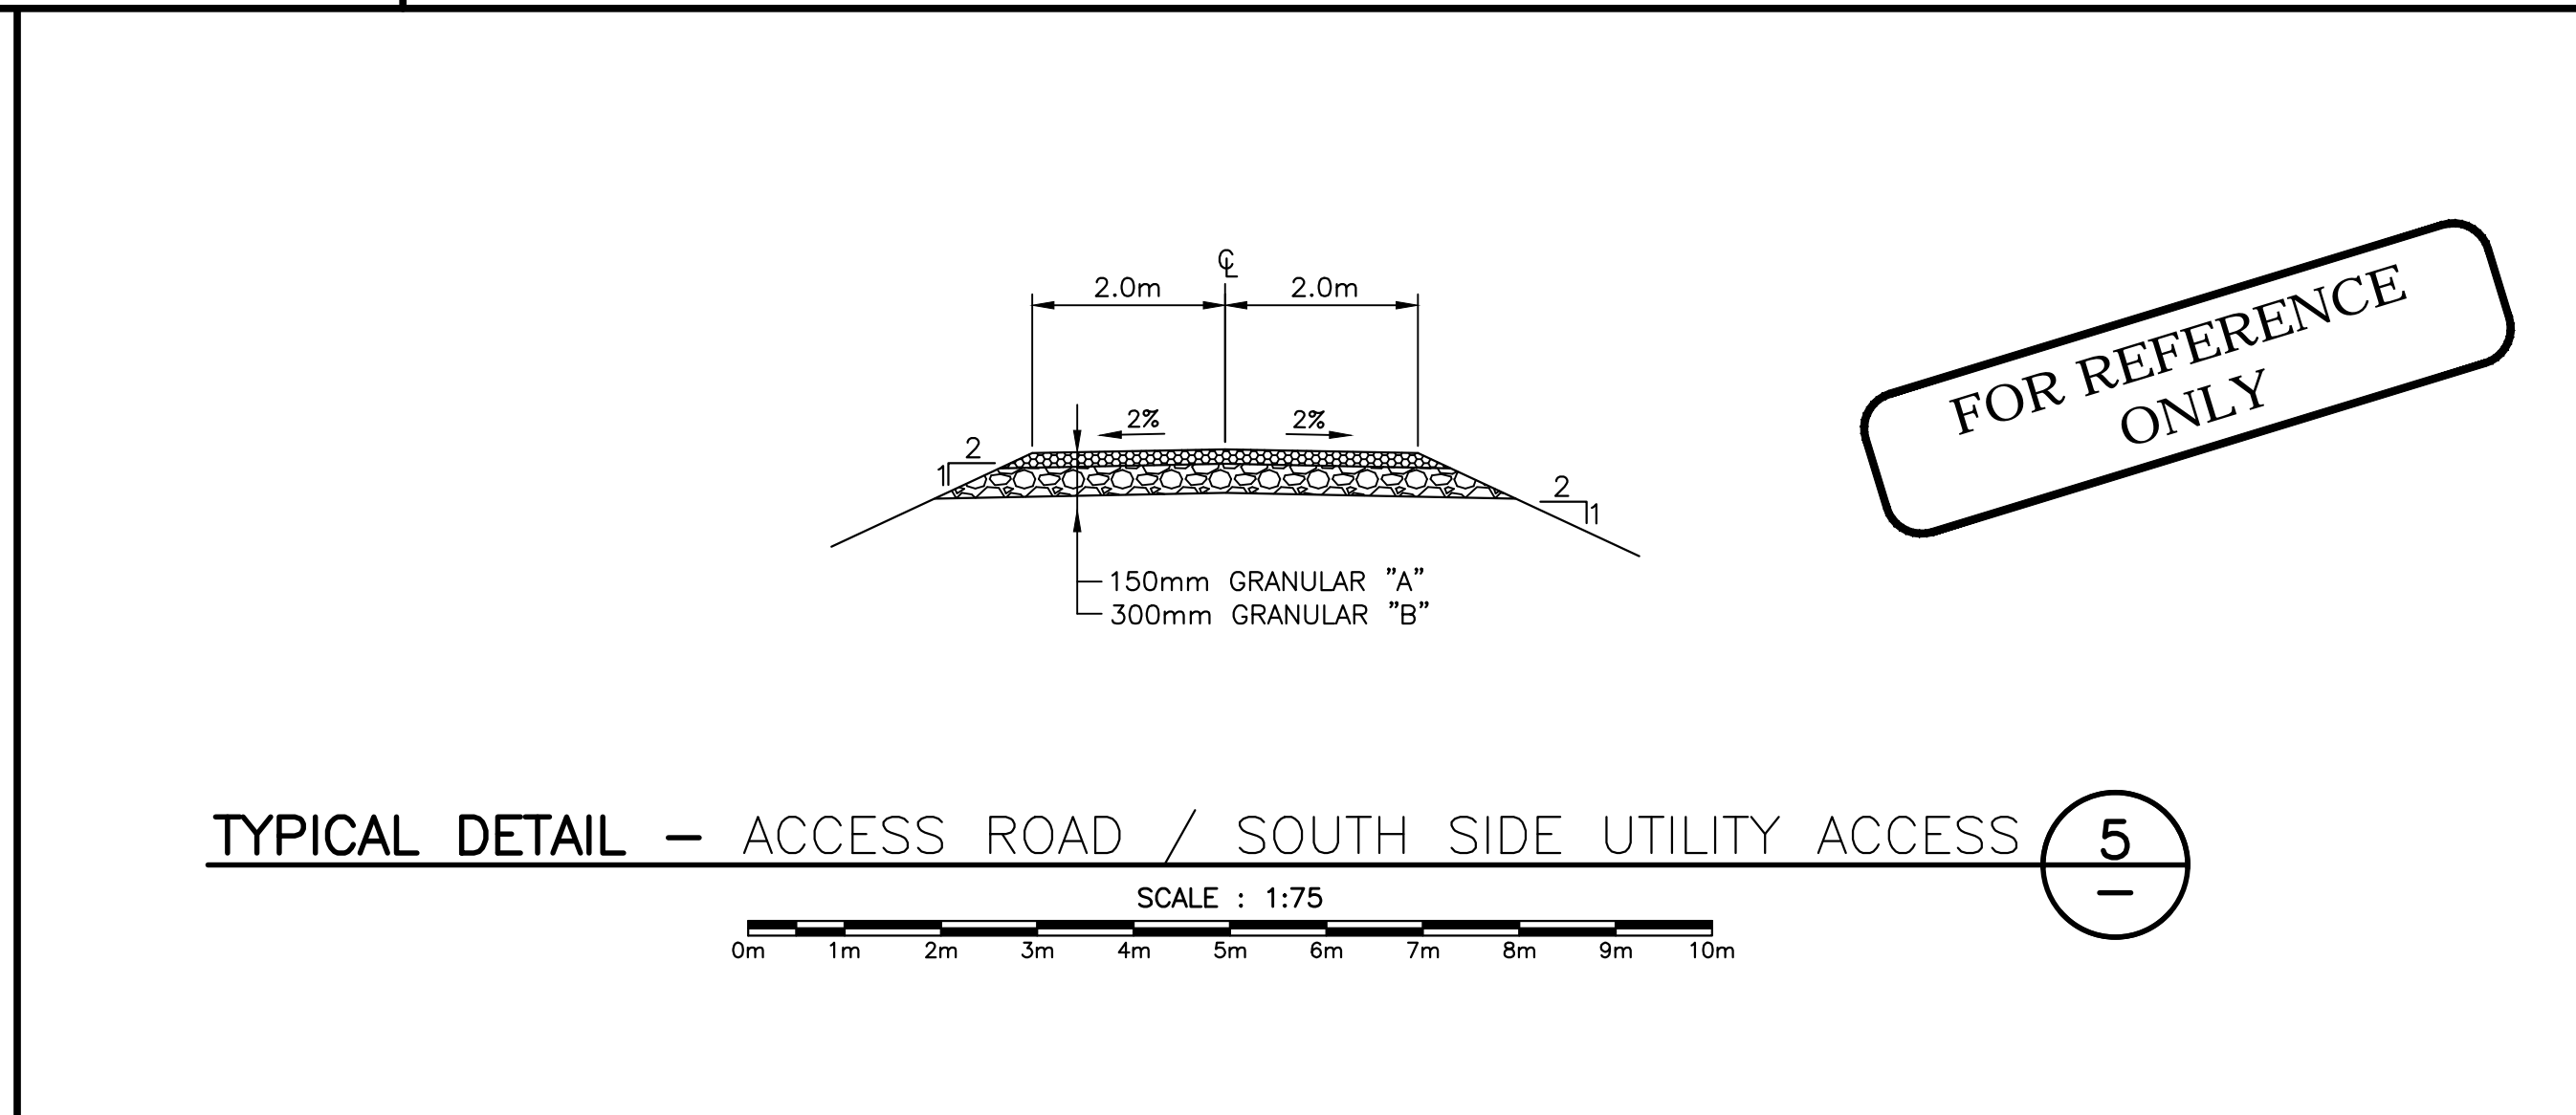 ℄
2.0m 2.0m
FOR REFERENCE
ONLY
2% 2%
2
1
2
1
150mm GRANULAR "A"
300mm GRANULAR "B"
TYPICAL DETAIL - ACCESS ROAD / SOUTH SIDE UTILITY ACCESS
5
-
SCALE : 1:75
0m 1m 2m 3m 4m 5m 6m 7m 8m 9m 10m